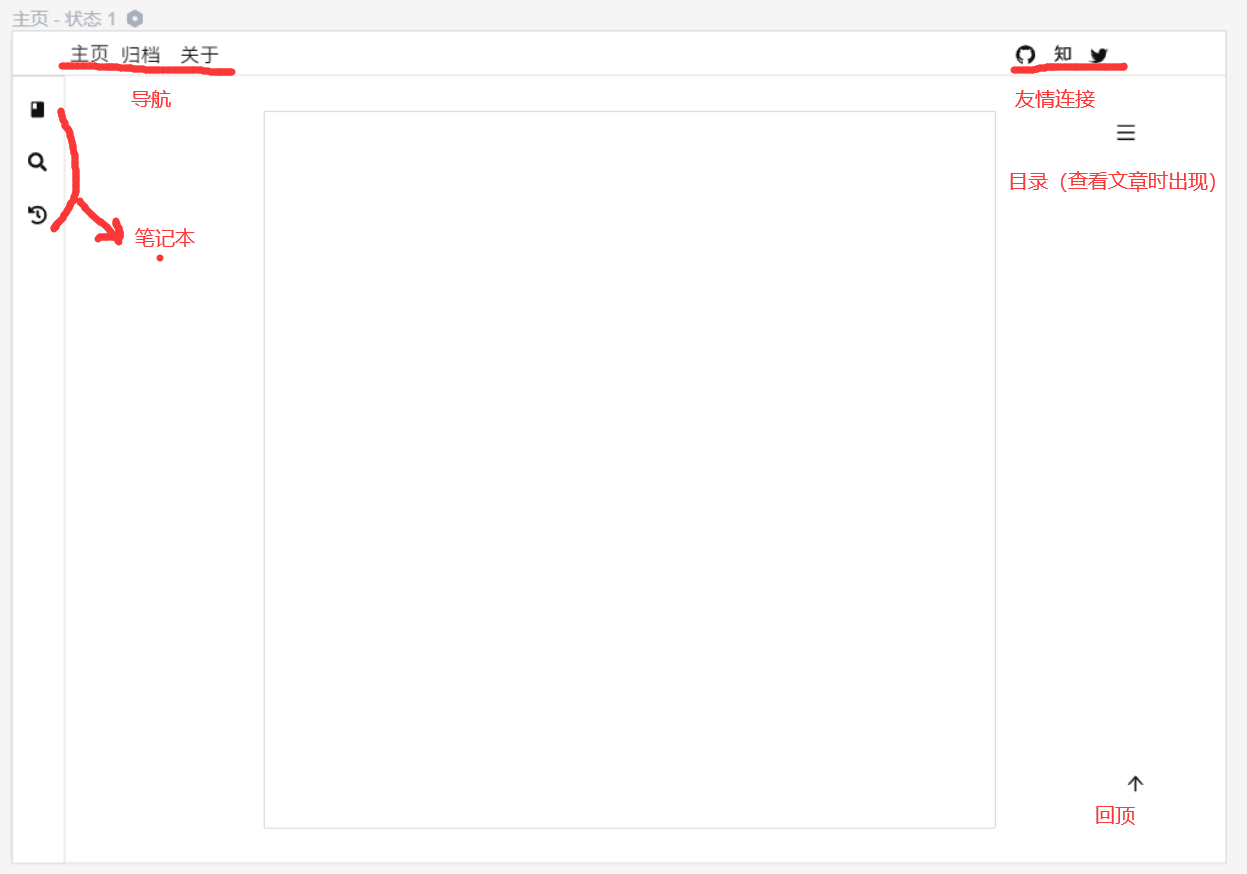 主页 - 状态 1
主页 归档 关于
知
导航
友情连接
目录（查看文章时出现）
笔记本
回顶